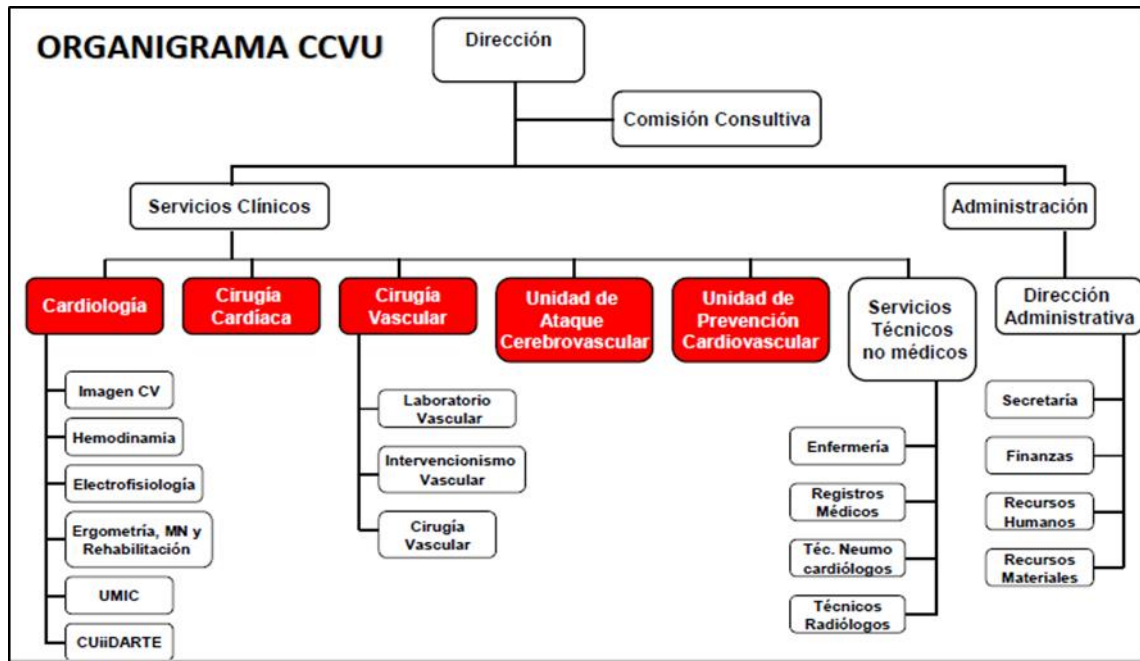 ORGANIGRAMA CCVU
Dirección
Comisión Consultiva
Servicios Clínicos
Administración
Cardiología
Cirugía
Cardíaca
Cirugía
Vascular
Unidad de
Ataque
Cerebrovascular
Unidad de
Prevención
Cardiovascular
Servicios
Técnicos
no médicos
Dirección
Administrativa
Imagen CV
Hemodinamia
Electrofisiología
Ergometría, MN y
Rehabilitación
UMIC
CUiiDARTE
Laboratorio
Vascular
Intervencionismo
Vascular
Cirugía
Vascular
Enfermería
Registros
Médicos
Téc. Neumo
cardiólogos
Técnicos
Radiólogos
Secretaría
Finanzas
Recursos
Humanos
Recursos
Materiales